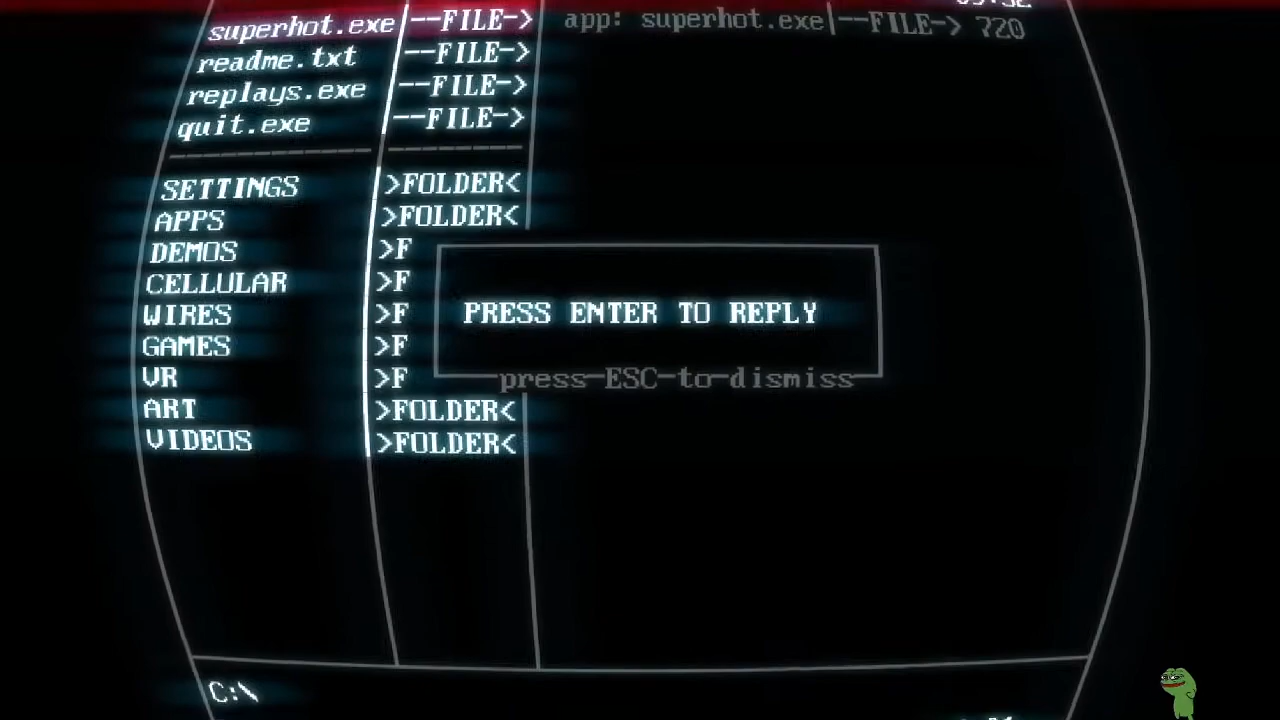 superhot.exe|--FILE-> app: superhot.exe|--FILE-> 720
readme.txt --FILE->
replays.exe --FILE->
quit.exe --FILE->
SETTINGS >FOLDER<
APPS >FOLDER<
DEMOS >F
CELLULAR >F
WIRES >F
GAMES >F
VR >F
ART >FOLDER<
VIDEOS >FOLDER<
PRESS ENTER TO REPLY
press ESC to dismiss
C:\